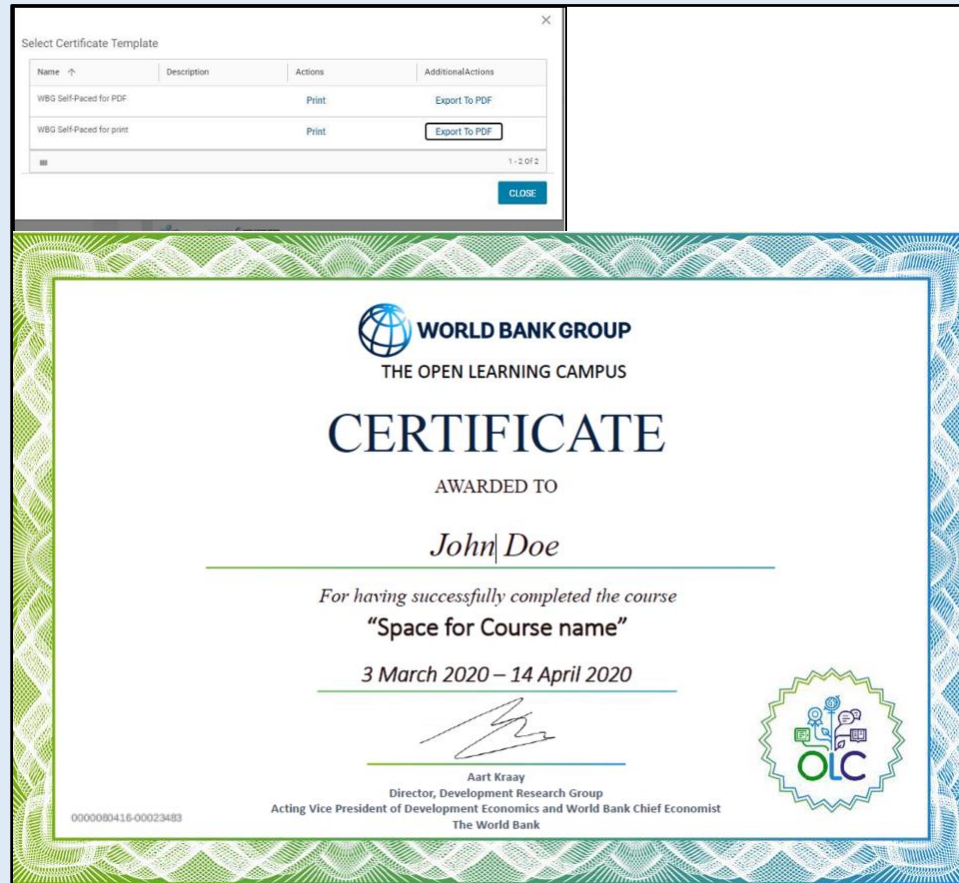 Select Certificate Template
Name ↑ Description Actions AdditionalActions
WBG Self-Paced for PDF Print Export To PDF
WBG Self-Paced for print Print Export To PDF
1 - 2 Of 2
CLOSE
WORLD BANK GROUP
THE OPEN LEARNING CAMPUS
CERTIFICATE
AWARDED TO
John Doe
For having successfully completed the course
“Space for Course name”
3 March 2020 – 14 April 2020
Aart Kraay
Director, Development Research Group
Acting Vice President of Development Economics and World Bank Chief Economist
The World Bank
OLC
0000080416-00023483